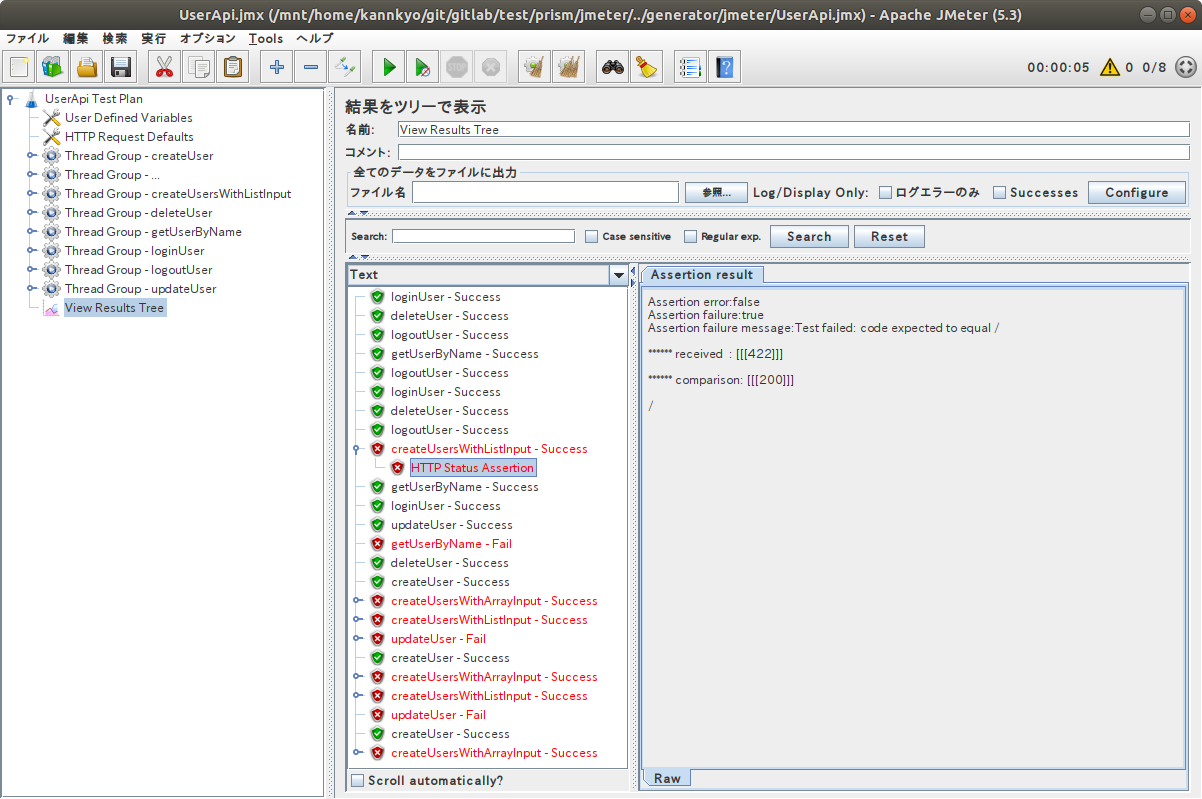 UserApi.jmx (/mnt/home/kannkyo/git/gitlab/test/prism/jmeter/../generator/jmeter/UserApi.jmx) - Apache JMeter (5.3)
ファイル 編集 検索 実行 オプション Tools ヘルプ
STOP
00:00:05 0 0/8
UserApi Test Plan
User Defined Variables
HTTP Request Defaults
Thread Group - createUser
Thread Group - ...
Thread Group - createUsersWithListInput
Thread Group - deleteUser
Thread Group - getUserByName
Thread Group - loginUser
Thread Group - logoutUser
Thread Group - updateUser
View Results Tree
結果をツリーで表示
名前: View Results Tree
コメント:
全てのデータをファイルに出力
ファイル名 参照... Log/Display Only: ログエラーのみ Successes Configure
Search: Case sensitive Regular exp. Search Reset
Text
loginUser - Success
deleteUser - Success
logoutUser - Success
getUserByName - Success
logoutUser - Success
loginUser - Success
deleteUser - Success
logoutUser - Success
createUsersWithListInput - Success
HTTP Status Assertion
getUserByName - Success
loginUser - Success
updateUser - Success
getUserByName - Fail
deleteUser - Success
createUser - Success
createUsersWithArrayInput - Success
createUsersWithListInput - Success
updateUser - Fail
createUser - Success
createUsersWithArrayInput - Success
createUsersWithListInput - Success
updateUser - Fail
createUser - Success
createUsersWithArrayInput - Success
Scroll automatically?
Assertion result
Assertion error:false
Assertion failure:true
Assertion failure message:Test failed: code expected to equal /
****** received : [[[422]]]
****** comparison: [[[200]]]
/
Raw